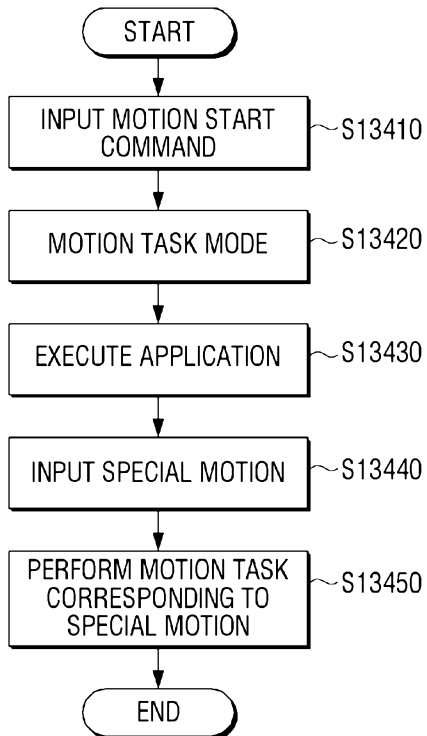 START
INPUT MOTION START
COMMAND
S13410
MOTION TASK MODE
S13420
EXECUTE APPLICATION
S13430
INPUT SPECIAL MOTION
S13440
PERFORM MOTION TASK
CORRESPONDING TO
SPECIAL MOTION
S13450
END